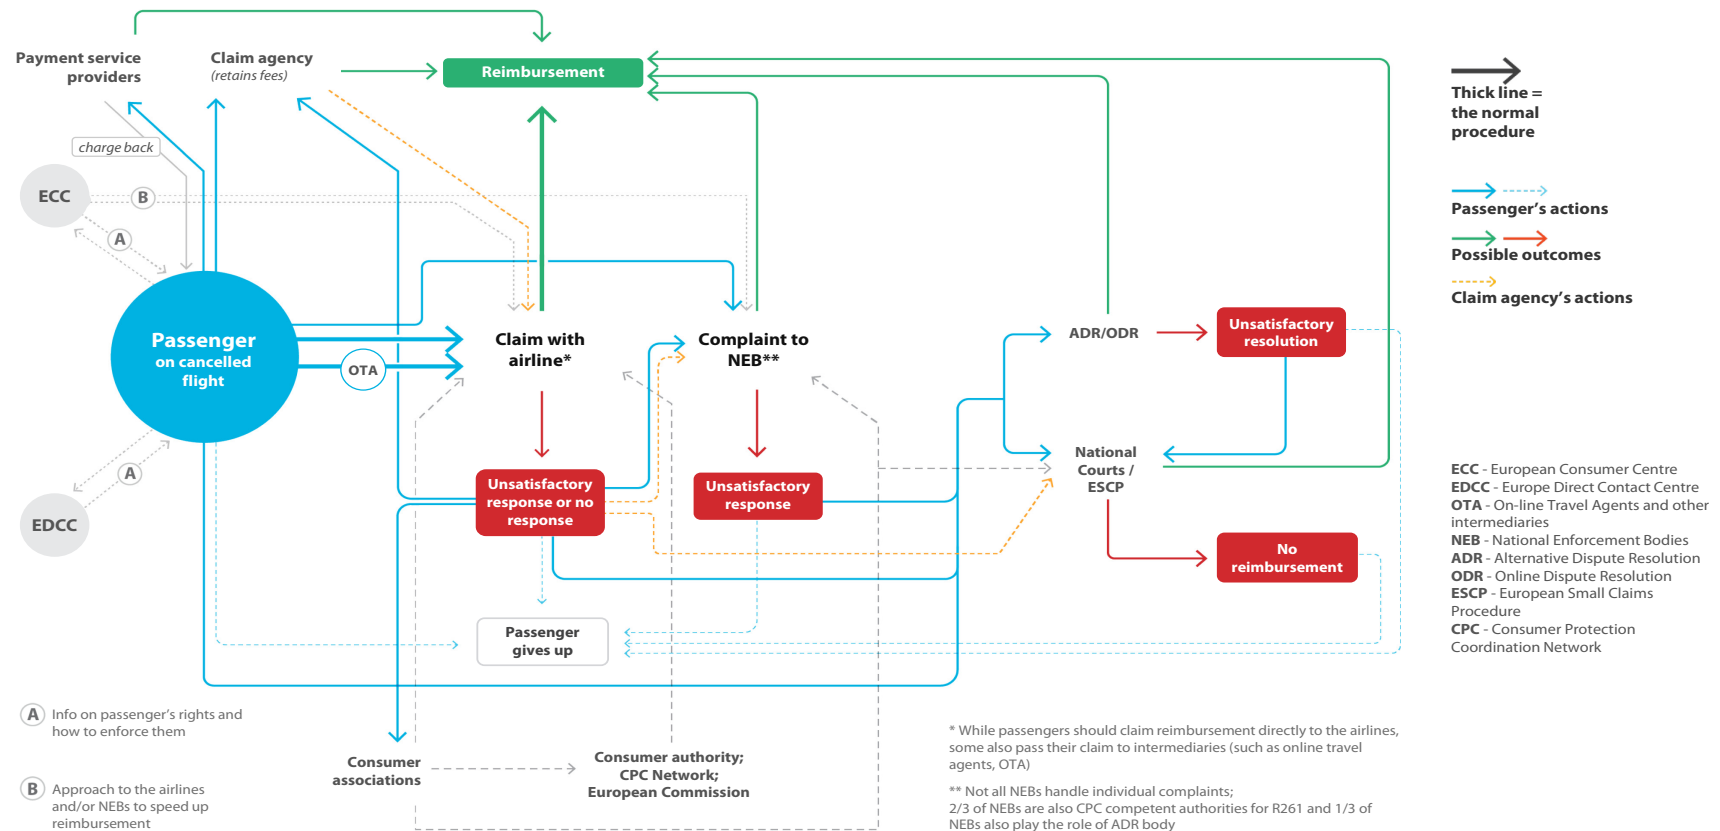 Payment service
providers
Claim agency
(retains fees)
Reimbursement
charge back
ECC
B
A
Passenger
on cancelled
flight
OTA
Claim with
airline*
Complaint to
NEB**
ADR/ODR
Unsatisfactory
resolution
A
EDCC
Unsatisfactory
response or no
response
Unsatisfactory
response
National
Courts /
ESCP
No
reimbursement
Passenger
gives up
Consumer
associations
Consumer authority;
CPC Network;
European Commission
Thick line =
the normal
procedure
Passenger's actions
Possible outcomes
Claim agency's actions
ECC - European Consumer Centre
EDCC - Europe Direct Contact Centre
OTA - On-line Travel Agents and other
intermediaries
NEB - National Enforcement Bodies
ADR - Alternative Dispute Resolution
ODR - Online Dispute Resolution
ESCP - European Small Claims
Procedure
CPC - Consumer Protection
Coordination Network
A Info on passenger's rights and
how to enforce them
B Approach to the airlines
and/or NEBs to speed up
reimbursement
* While passengers should claim reimbursement directly to the airlines,
some also pass their claim to intermediaries (such as online travel
agents, OTA)
** Not all NEBs handle individual complaints;
2/3 of NEBs are also CPC competent authorities for R261 and 1/3 of
NEBs also play the role of ADR body